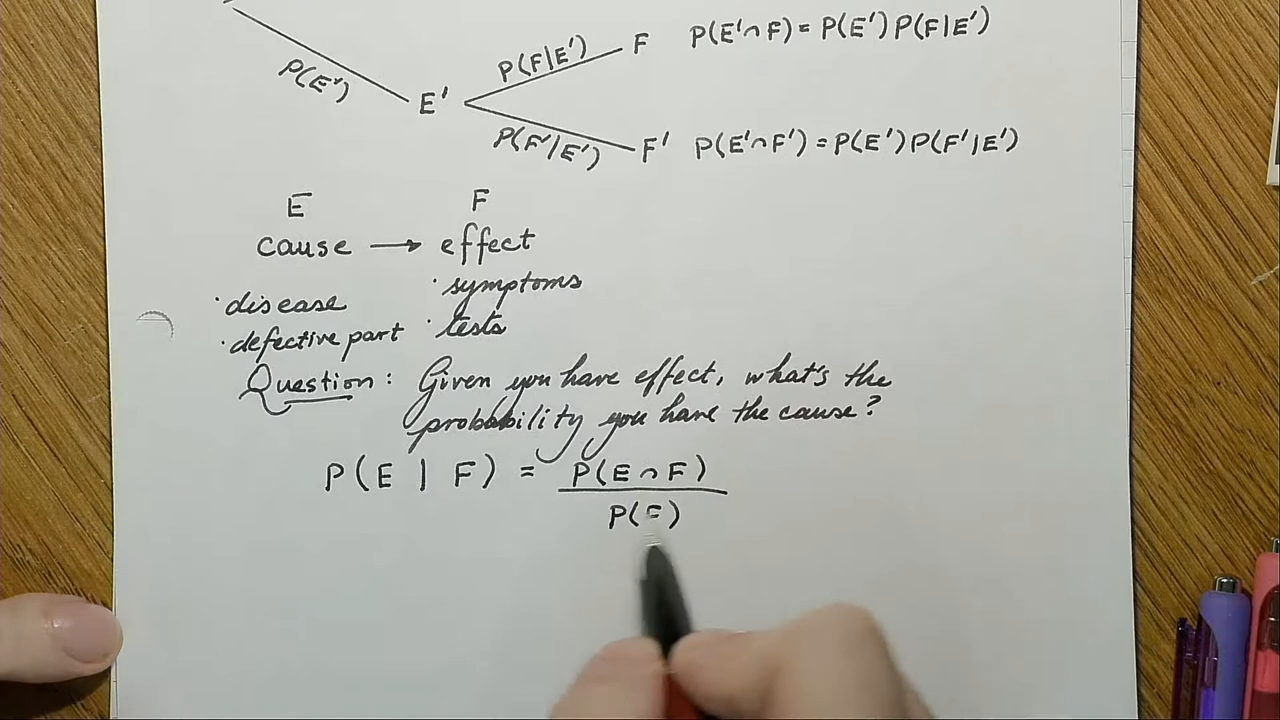 P(F|E') F P(E'∩F) = P(E')P(F|E')
P(E') E'
P(F'|E') F' P(E'∩F') = P(E')P(F'|E')
E F
cause → effect
· disease · symptoms
· defective part · tests
Question: Given you have effect, what's the
probability you have the cause?
P(E | F) = P(E∩F)
P(F)